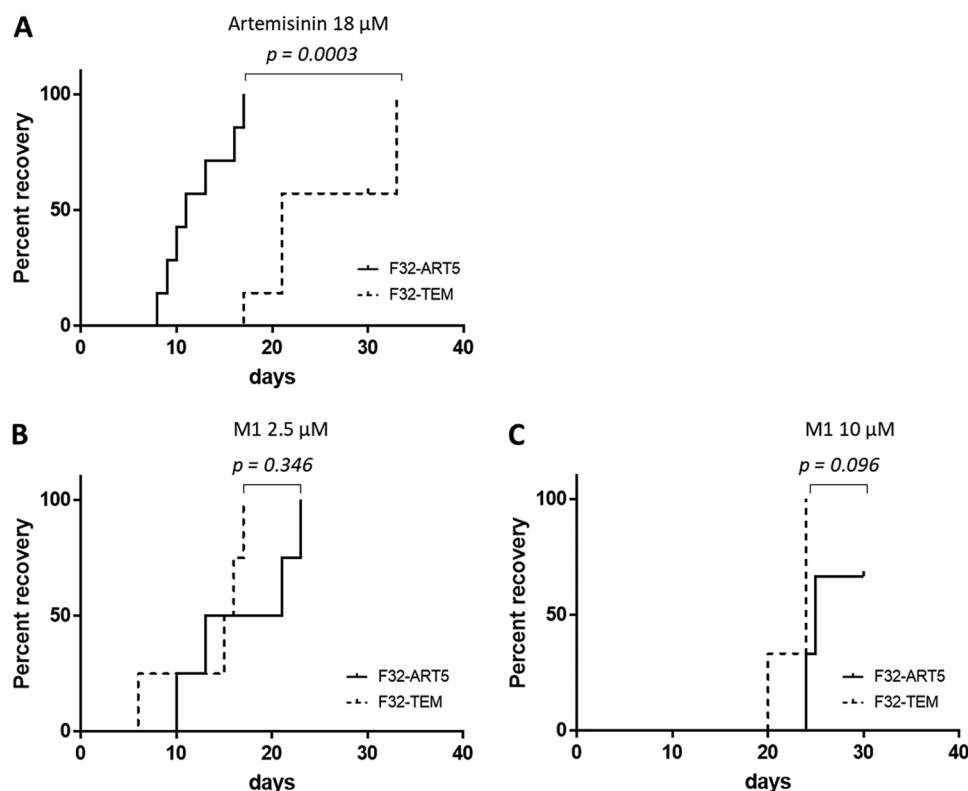 A
Artemisinin 18 µM
p = 0.0003
Percent recovery
100
50
0
F32-ART5
F32-TEM
0 10 20 30 40
days
B
M1 2.5 µM
p = 0.346
Percent recovery
100
50
0
F32-ART5
F32-TEM
0 10 20 30 40
days
C
M1 10 µM
p = 0.096
Percent recovery
100
50
0
F32-ART5
F32-TEM
0 10 20 30 40
days